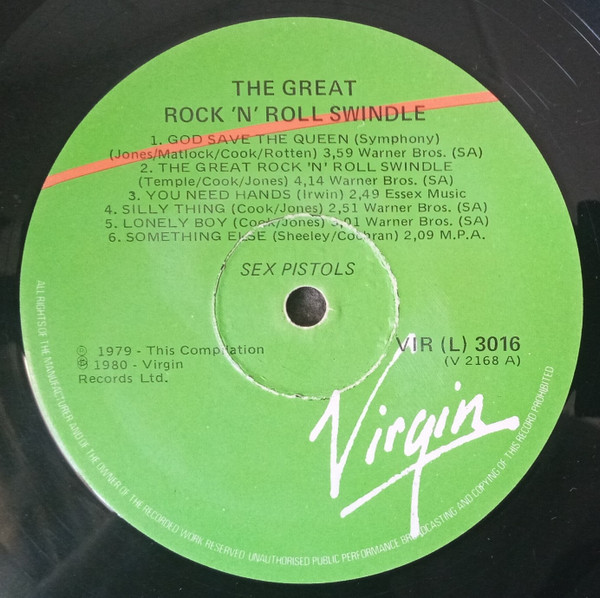 THE GREAT
ROCK 'N' ROLL SWINDLE
1. GOD SAVE THE QUEEN (Symphony)
(Jones/Matlock/Cook/Rotten) 3,59 Warner Bros. (SA)
2. THE GREAT ROCK 'N' ROLL SWINDLE
(Temple/Cook/Jones) 4,14 Warner Bros. (SA)
3. YOU NEED HANDS (Irwin) 2,49 Essex Music
4. SILLY THING (Cook/Jones) 2,51 Warner Bros. (SA)
5. LONELY BOY (Cook/Jones) 3,01 Warner Bros. (SA)
6. SOMETHING ELSE (Sheeley/Cochran) 2,09 M.P.A.
SEX PISTOLS
© 1979 - This Compilation
℗ 1980 - Virgin
Records Ltd.
VIR (L) 3016
(V 2168 A)
Virgin
ALL RIGHTS OF THE MANUFACTURER AND OF THE OWNER OF THE RECORDED WORK RESERVED. UNAUTHORISED PUBLIC PERFORMANCE BROADCASTING AND COPYING OF THIS RECORD PROHIBITED